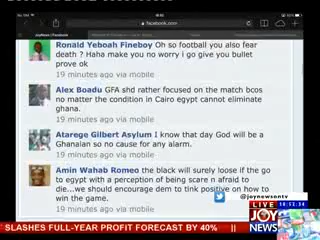 facebook.com
Ronald Yeboah Fineboy Oh so football you also fear
death ? Haha make you no worry i go give you bullet
prove ok
19 minutes ago via mobile
Alex Boadu GFA shd rather focused on the match bcos
no matter the condition in Cairo egypt cannot eliminate
ghana.
19 minutes ago via mobile
Atarege Gilbert Asylum I know that day God will be a
Ghanaian so no cause for any alarm.
19 minutes ago via mobile
Amin Wahab Romeo the black will surely loose if the go
to egypt with a perception of being scare n afraid to
die...we should encourage dem to tink positive on how to
win the game.
19 minutes ago via mobile
@joynewsontv
LIVE
JOY
NEWS
SLASHES FULL-YEAR PROFIT FORECAST BY 40%